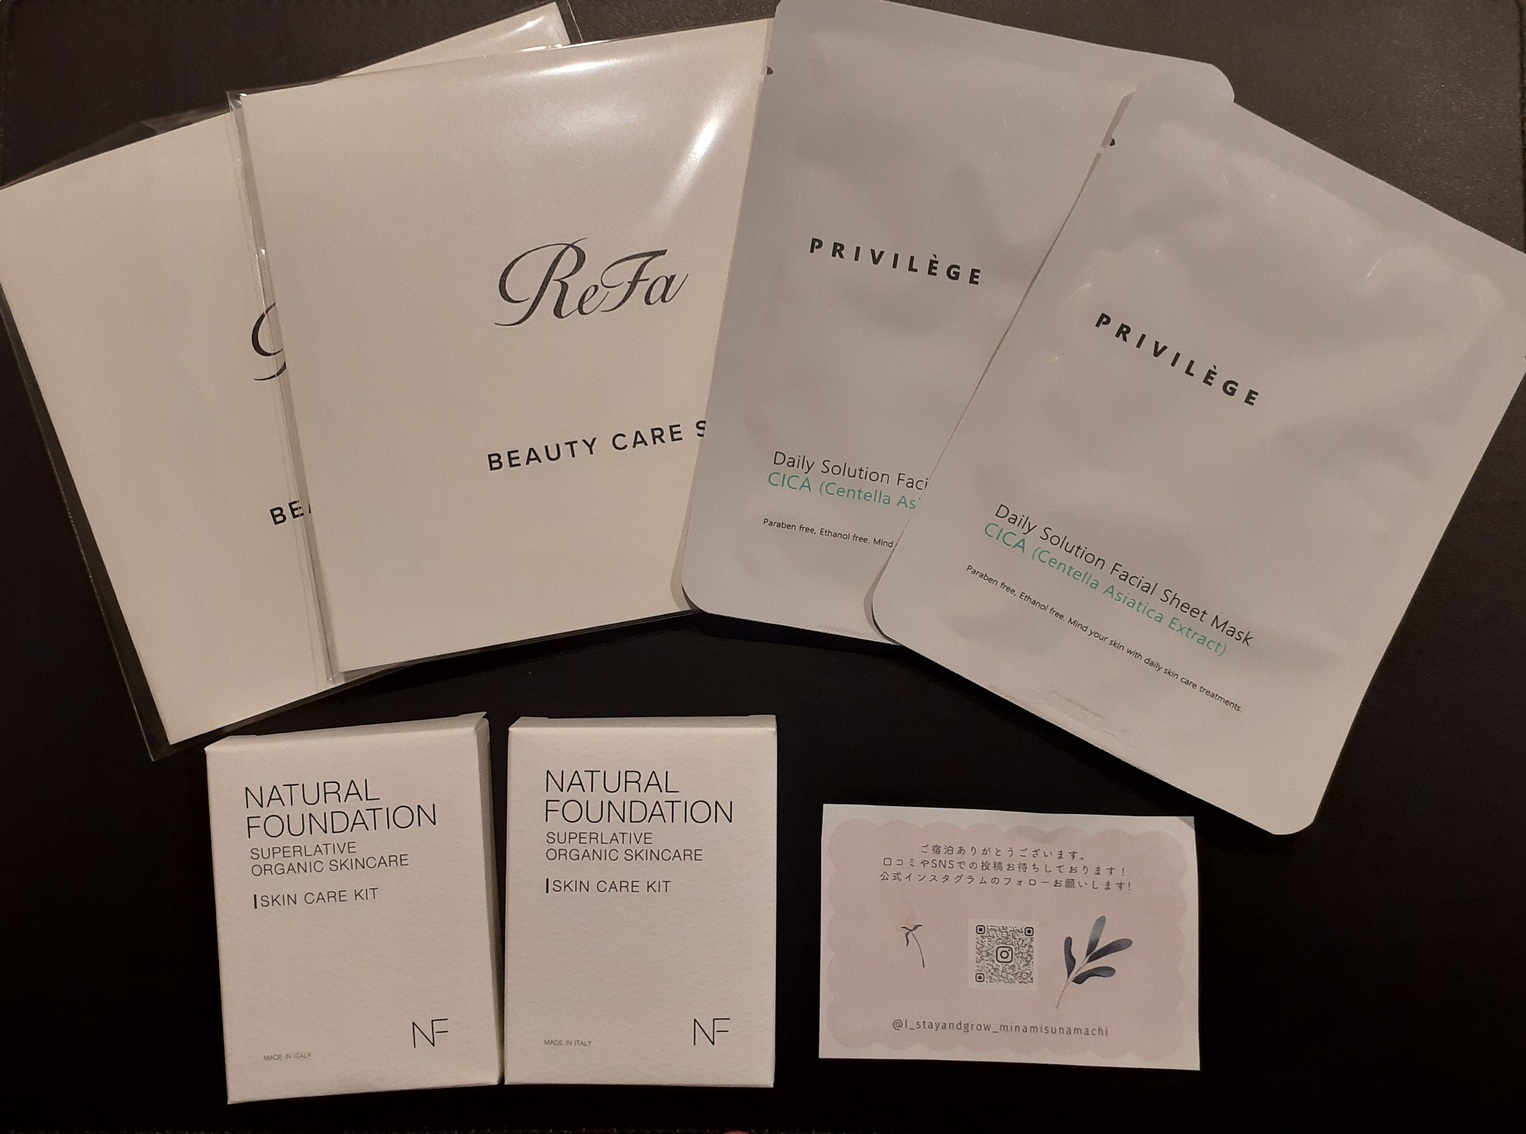 ReFa
BEAUTY CARE S
BEA
PRIVILÈGE
Daily Solution Faci
CICA (Centella As
Paraben free, Ethanol free. Mind
PRIVILÈGE
Daily Solution Facial Sheet Mask
CICA (Centella Asiatica Extract)
Paraben free, Ethanol free. Mind your skin with daily skin care treatments.
NATURAL
FOUNDATION
SUPERLATIVE
ORGANIC SKINCARE
SKIN CARE KIT
NF
MADE IN ITALY
NATURAL
FOUNDATION
SUPERLATIVE
ORGANIC SKINCARE
SKIN CARE KIT
NF
MADE IN ITALY
ご宿泊ありがとうございます。
口コミやSNSでの投稿お待ちしております！
公式インスタグラムのフォローお願いします!
@l_stayandgrow_minamisunamachi